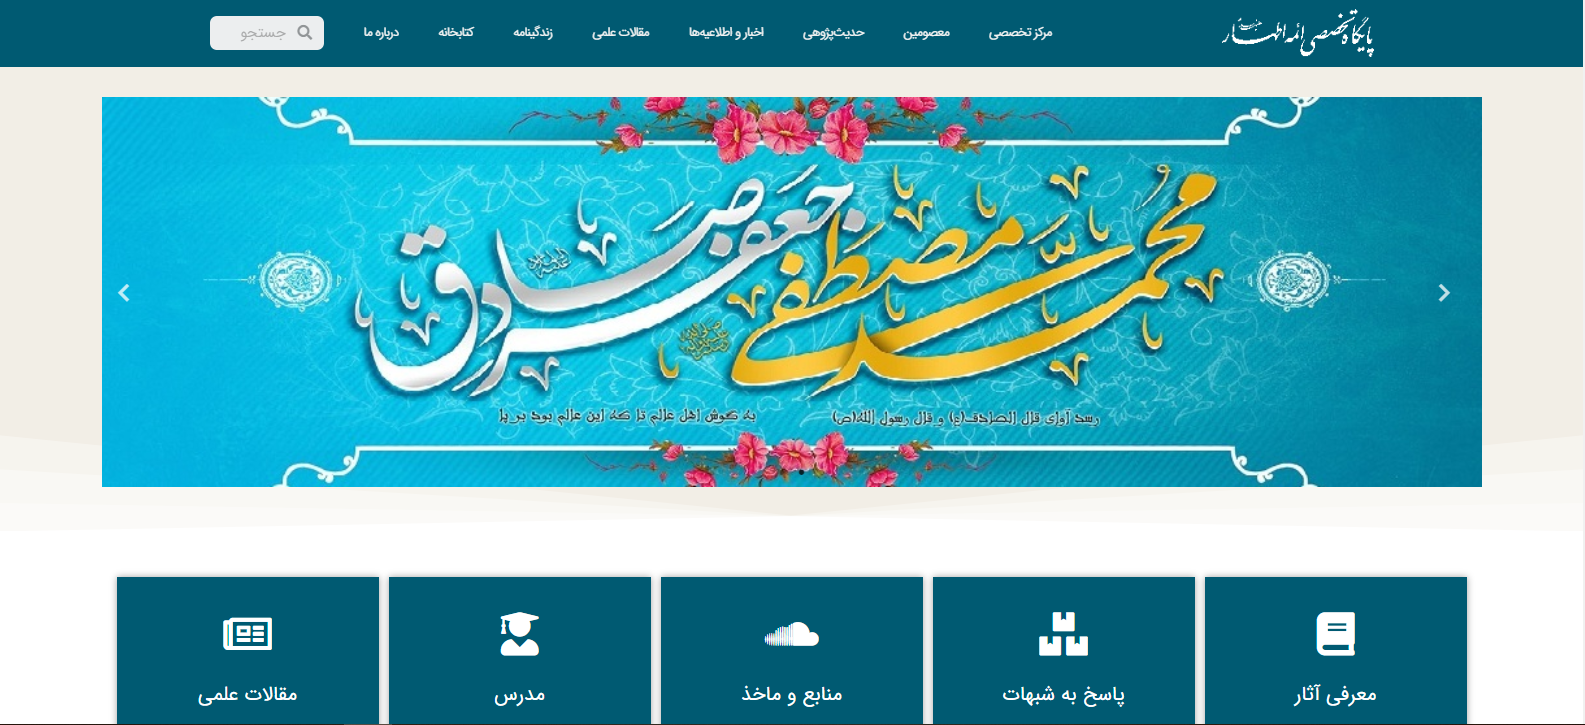 پایگاه تخصصی ائمه اطهار
مرکز تخصصی
معصومین
حدیث‌پژوهی
اخبار و اطلاعیه‌ها
مقالات علمی
زندگینامه
کتابخانه
درباره ما
جستجو
محمد مصطفی
جعفر صادق
رسد آوای قال الصادق(ع) و قال رسول الله(ص)
به گوش اهل عالم تا که این عالم بود بر پا
معرفی آثار
پاسخ به شبهات
منابع و ماخذ
مدرس
مقالات علمی